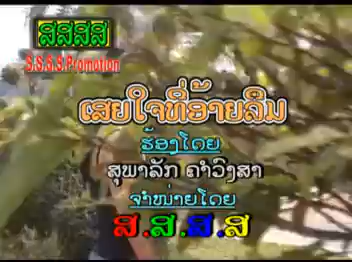 ສສສສ
S.S.S.S.Promotion
ເສຍໃຈທີ່ອ້າຍລືມ
ຮ້ອງໂດຍ
ສຸພາລັກ ຄຳວົງສາ
ຈຳໜ່າຍໂດຍ
ສ.ສ.ສ.ສ